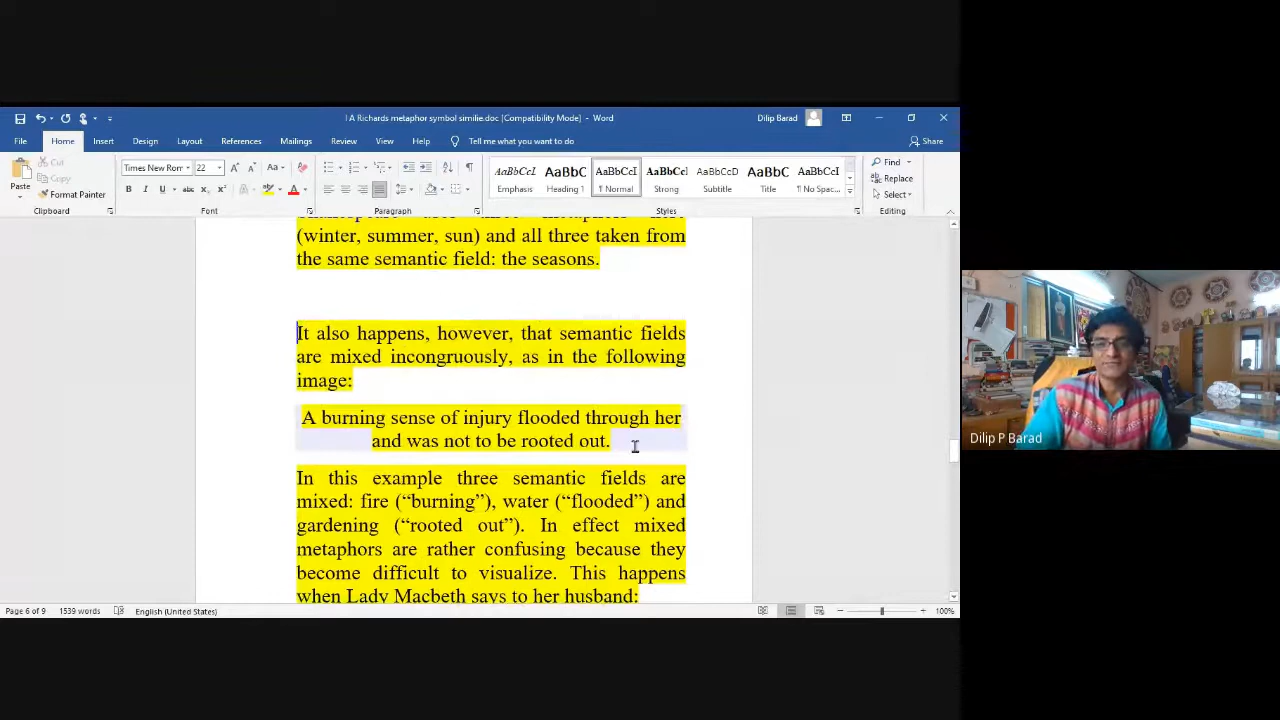 I A Richards metaphor symbol similie.doc [Compatibility Mode] - Word
Dilip Barad
File Home Insert Design Layout References Mailings Review View Help Tell me what you want to do
Share
Paste
Cut
Copy
Format Painter
Clipboard
Times New Rom 22
Font
Paragraph
AaBbCcI AaBbC AaBbCcI AaBbCcI AaBbCcD AaBbC AaBbCcI
Emphasis Heading 1 ¶ Normal Strong Subtitle Title ¶ No Spac...
Styles
Find
Replace
Select
Editing
(winter, summer, sun) and all three taken from
the same semantic field: the seasons.
It also happens, however, that semantic fields
are mixed incongruously, as in the following
image:
A burning sense of injury flooded through her
and was not to be rooted out.
In this example three semantic fields are
mixed: fire (“burning”), water (“flooded”) and
gardening (“rooted out”). In effect mixed
metaphors are rather confusing because they
become difficult to visualize. This happens
when Lady Macbeth says to her husband:
Page 6 of 9 1539 words English (United States)
100%
Dilip P Barad